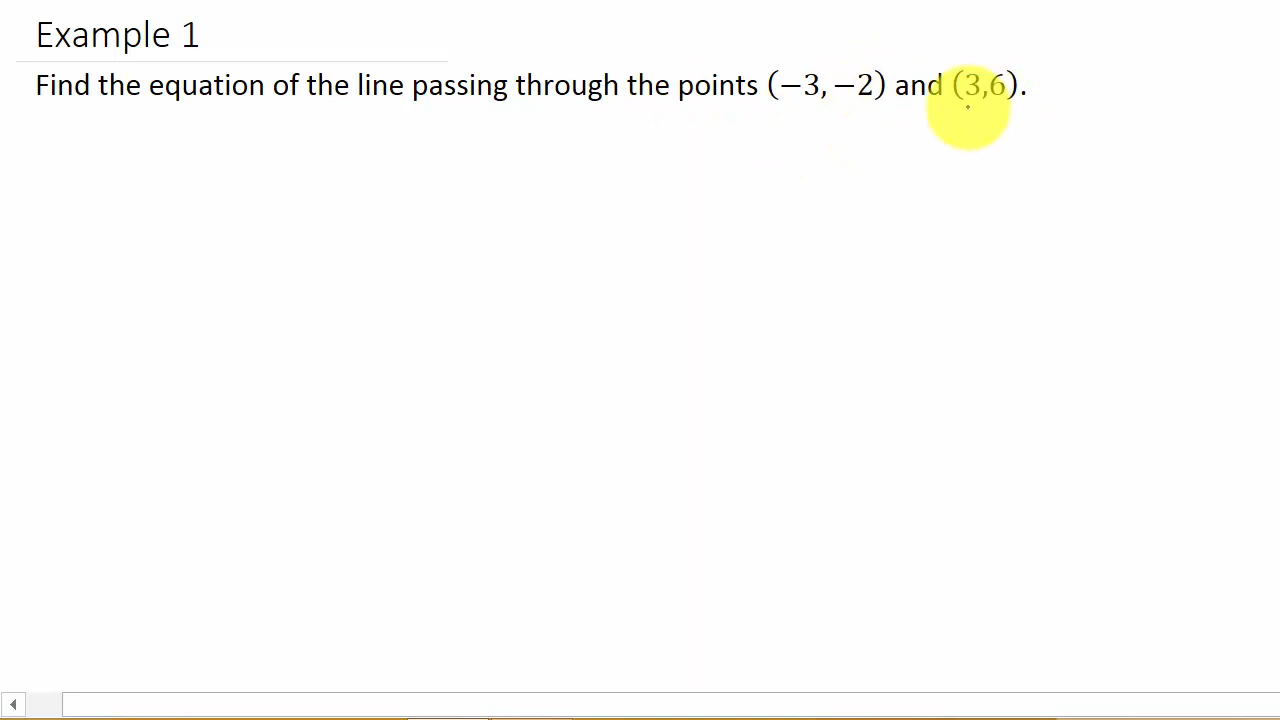 Example 1
Find the equation of the line passing through the points (−3, −2) and (3,6).